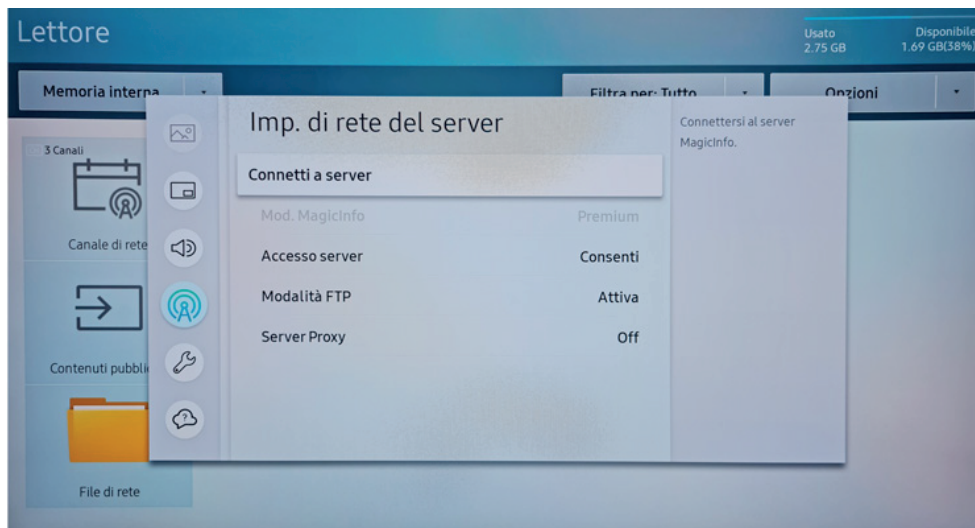 Lettore
Usato
2.75 GB
Disponibile
1.69 GB(38%)
Memoria interna
Filtra per: Tutto
Opzioni
3 Canali
Canale di rete
Contenuti pubbli
File di rete
Imp. di rete del server
Connetti a server
Mod. MagicInfo
Premium
Accesso server
Consenti
Modalità FTP
Attiva
Server Proxy
Off
Connettersi al server
MagicInfo.